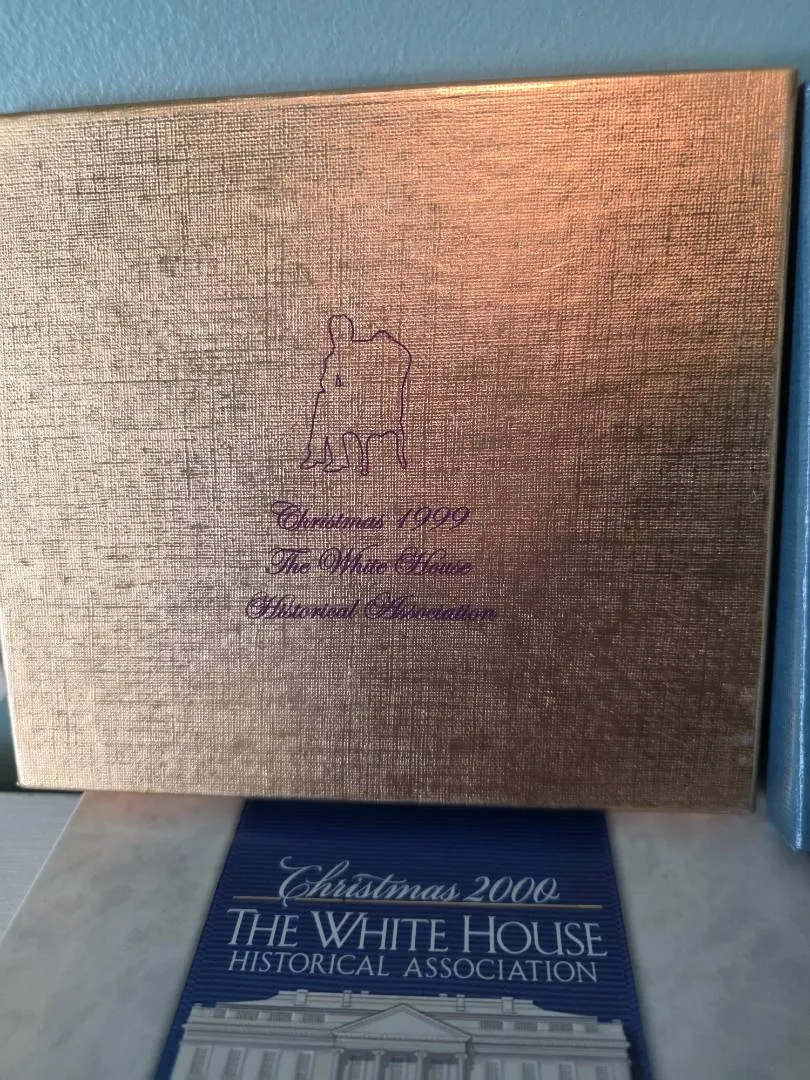 Christmas 1999
The White House
Historical Association
Christmas 2000
THE WHITE HOUSE
HISTORICAL ASSOCIATION